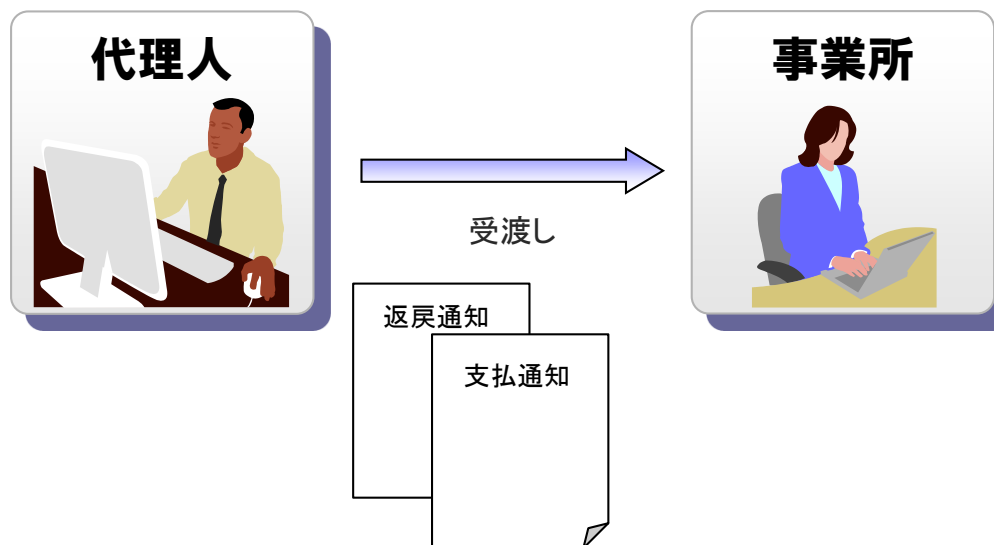 代理人
事業所
受渡し
返戻通知
支払通知